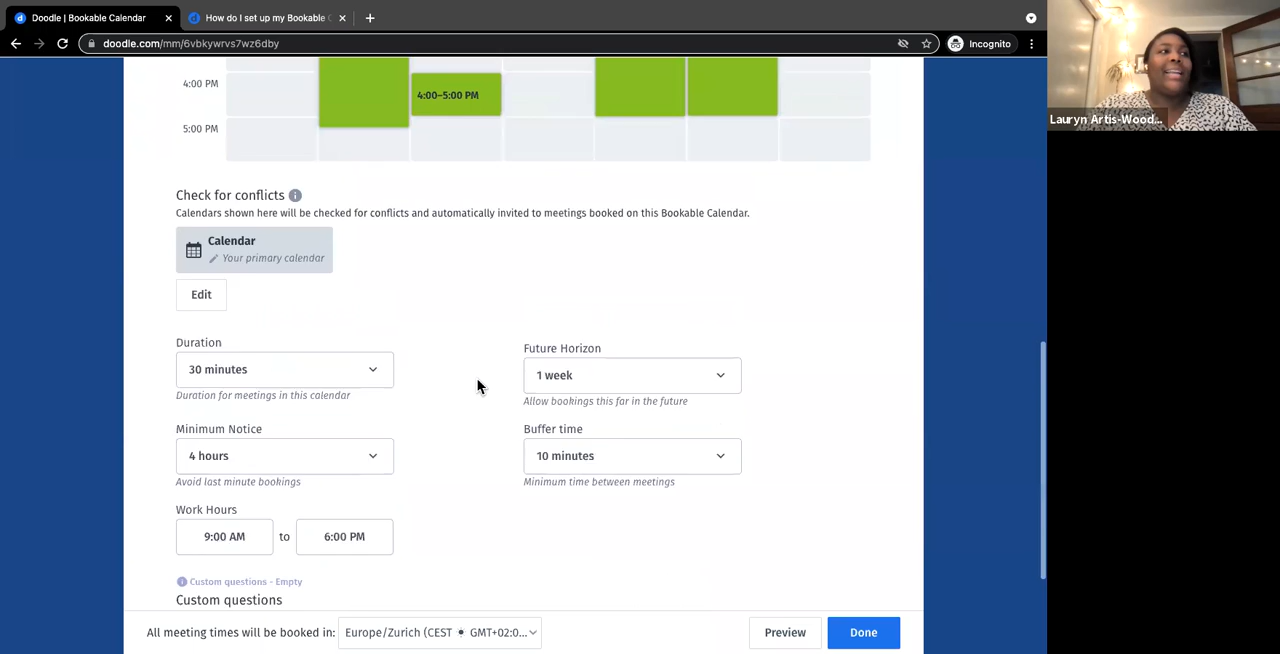 Doodle | Bookable Calendar
How do I set up my Bookable C
doodle.com/mm/6vbkywrvs7wz6dby
Incognito
Lauryn Artis-Wood...
4:00 PM
4:00–5:00 PM
5:00 PM
Check for conflicts
Calendars shown here will be checked for conflicts and automatically invited to meetings booked on this Bookable Calendar.
Calendar
Your primary calendar
Edit
Duration
30 minutes
Duration for meetings in this calendar
Future Horizon
1 week
Allow bookings this far in the future
Minimum Notice
4 hours
Avoid last minute bookings
Buffer time
10 minutes
Minimum time between meetings
Work Hours
9:00 AM to 6:00 PM
Custom questions - Empty
Custom questions
All meeting times will be booked in: Europe/Zurich (CEST • GMT+02:0...
Preview
Done